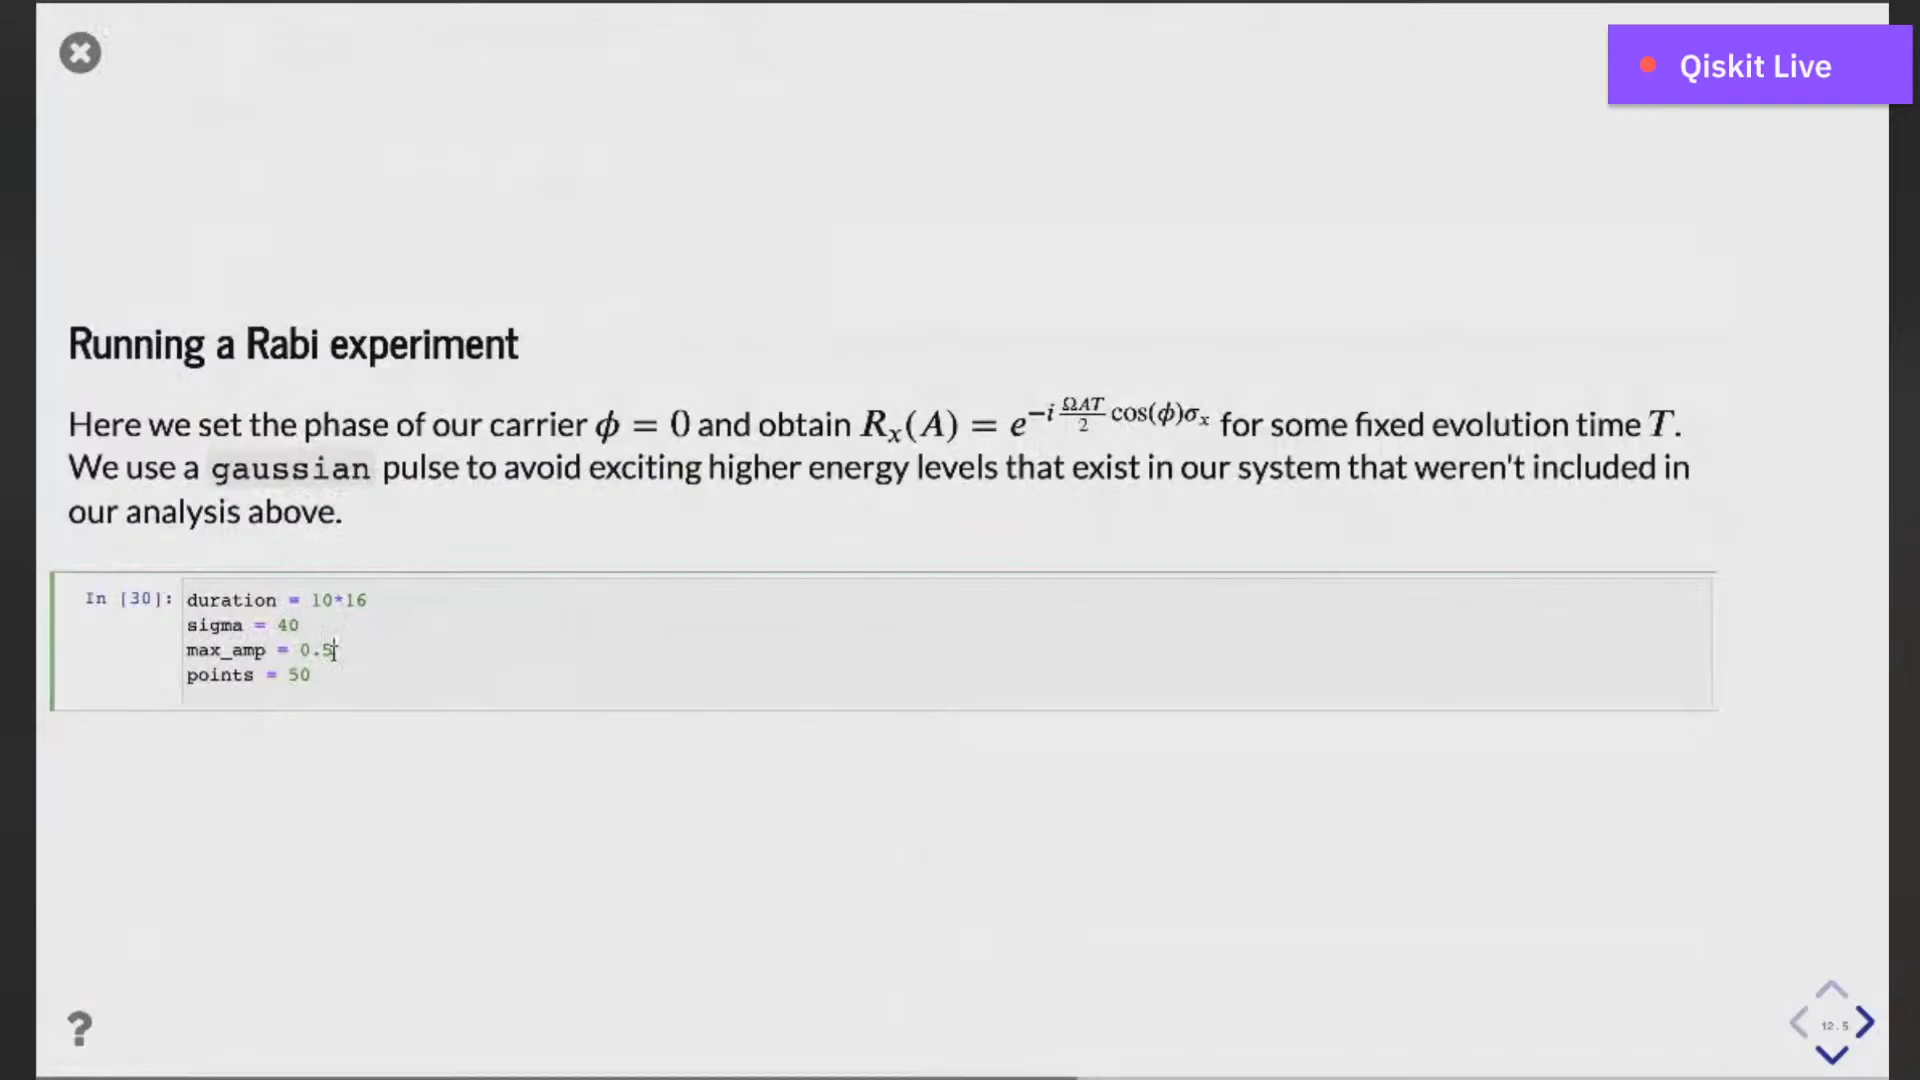 Qiskit Live
Running a Rabi experiment
Here we set the phase of our carrier ϕ = 0 and obtain Rₓ(A) = e^{−i \frac{ΩAT}{2} cos(ϕ)σₓ} for some fixed evolution time T.
We use a gaussian pulse to avoid exciting higher energy levels that exist in our system that weren't included in
our analysis above.
In [30]: duration = 10*16
sigma = 40
max_amp = 0.5
points = 50
?
12.5